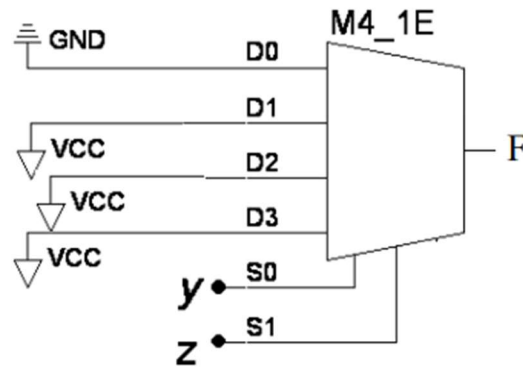 M4_1E
GND
D0
D1
VCC
F
D2
VCC
D3
VCC
y S0
z S1